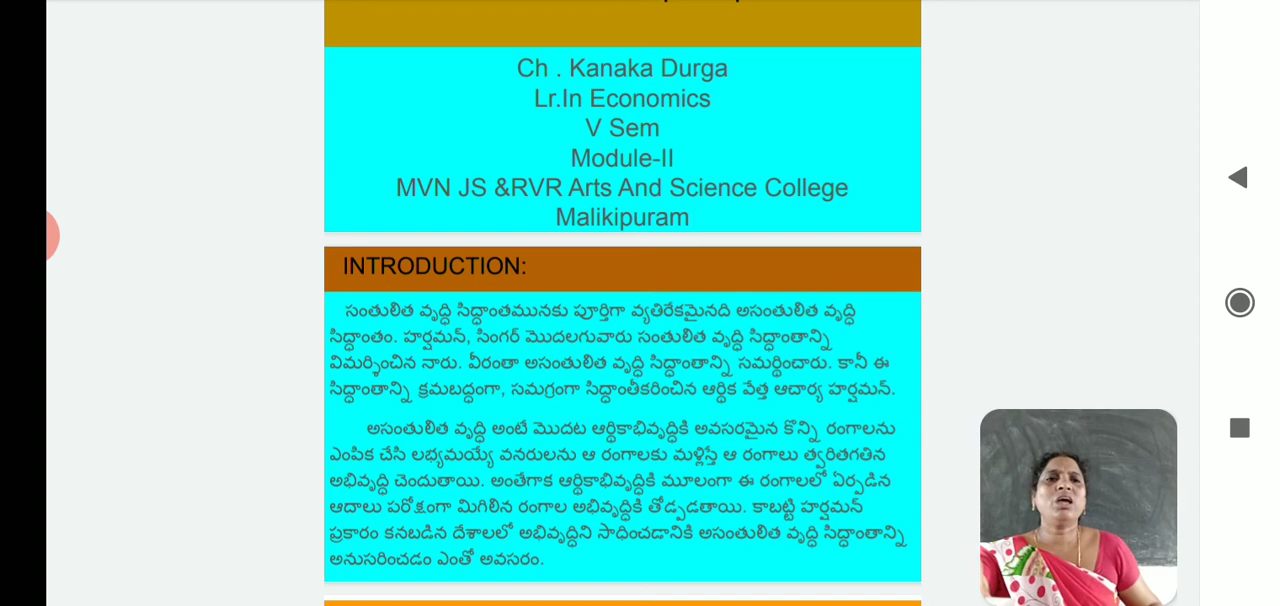 Ch . Kanaka Durga
Lr.In Economics
V Sem
Module-II
MVN JS &RVR Arts And Science College
Malikipuram
INTRODUCTION:
సంతులిత వృద్ధి సిద్ధాంతమునకు పూర్తిగా వ్యతిరేకమైనది అసంతులిత వృద్ధి
సిద్ధాంతం. హర్షమన్, సింగర్ మొదలగువారు సంతులిత వృద్ధి సిద్ధాంతాన్ని
విమర్శించిన నారు. వీరంతా అసంతులిత వృద్ధి సిద్ధాంతాన్ని సమర్థించారు. కానీ ఈ
సిద్ధాంతాన్ని క్రమబద్ధంగా, సమగ్రంగా సిద్ధాంతీకరించిన ఆర్థిక వేత్త ఆచార్య హర్షమన్.
అసంతులిత వృద్ధి అంటే మొదట ఆర్థికాభివృద్ధికి అవసరమైన కొన్ని రంగాలను
ఎంపిక చేసి లభ్యమయ్యే వనరులను ఆ రంగాలకు మళ్లిస్తే ఆ రంగాలు త్వరితగతిన
అభివృద్ధి చెందుతాయి. అంతేగాక ఆర్థికాభివృద్ధికి మూలంగా ఈ రంగాలలో ఏర్పడిన
ఆదాలు పరోక్షంగా మిగిలిన రంగాల అభివృద్ధికి తోడ్పడతాయి. కాబట్టి హర్షమన్
ప్రకారం కనబడిన దేశాలలో అభివృద్ధిని సాధించడానికి అసంతులిత వృద్ధి సిద్ధాంతాన్ని
అనుసరించడం ఎంతో అవసరం.